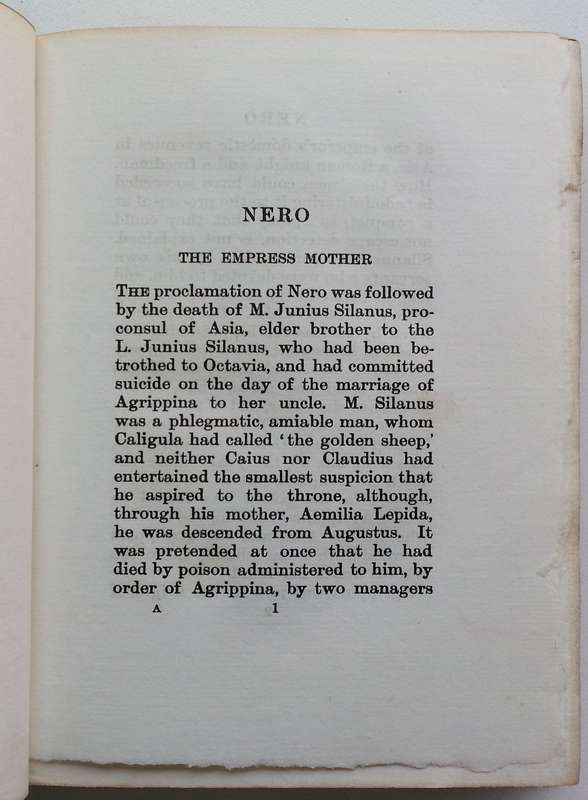 NERO
THE EMPRESS MOTHER
THE proclamation of Nero was followed
by the death of M. Junius Silanus, pro-
consul of Asia, elder brother to the
L. Junius Silanus, who had been be-
trothed to Octavia, and had committed
suicide on the day of the marriage of
Agrippina to her uncle. M. Silanus
was a phlegmatic, amiable man, whom
Caligula had called ‘the golden sheep,’
and neither Caius nor Claudius had
entertained the smallest suspicion that
he aspired to the throne, although,
through his mother, Aemilia Lepida,
he was descended from Augustus. It
was pretended at once that he had
died by poison administered to him, by
order of Agrippina, by two managers
A 1